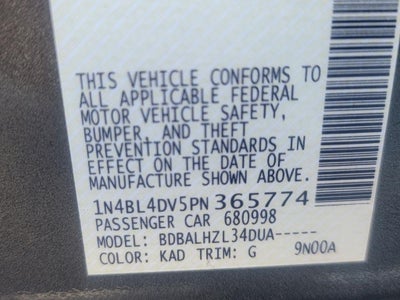 THIS VEHICLE CONFORMS TO
ALL APPLICABLE FEDERAL
MOTOR VEHICLE SAFETY,
BUMPER, AND THEFT
PREVENTION STANDARDS IN
EFFECT ON THE DATE OF
MANUFACTURE SHOWN ABOVE.
1N4BL4DV5PN365774
PASSENGER CAR 680998
MODEL: BDBALHZL34DUA-----
COLOR: KAD TRIM: G 9N00A